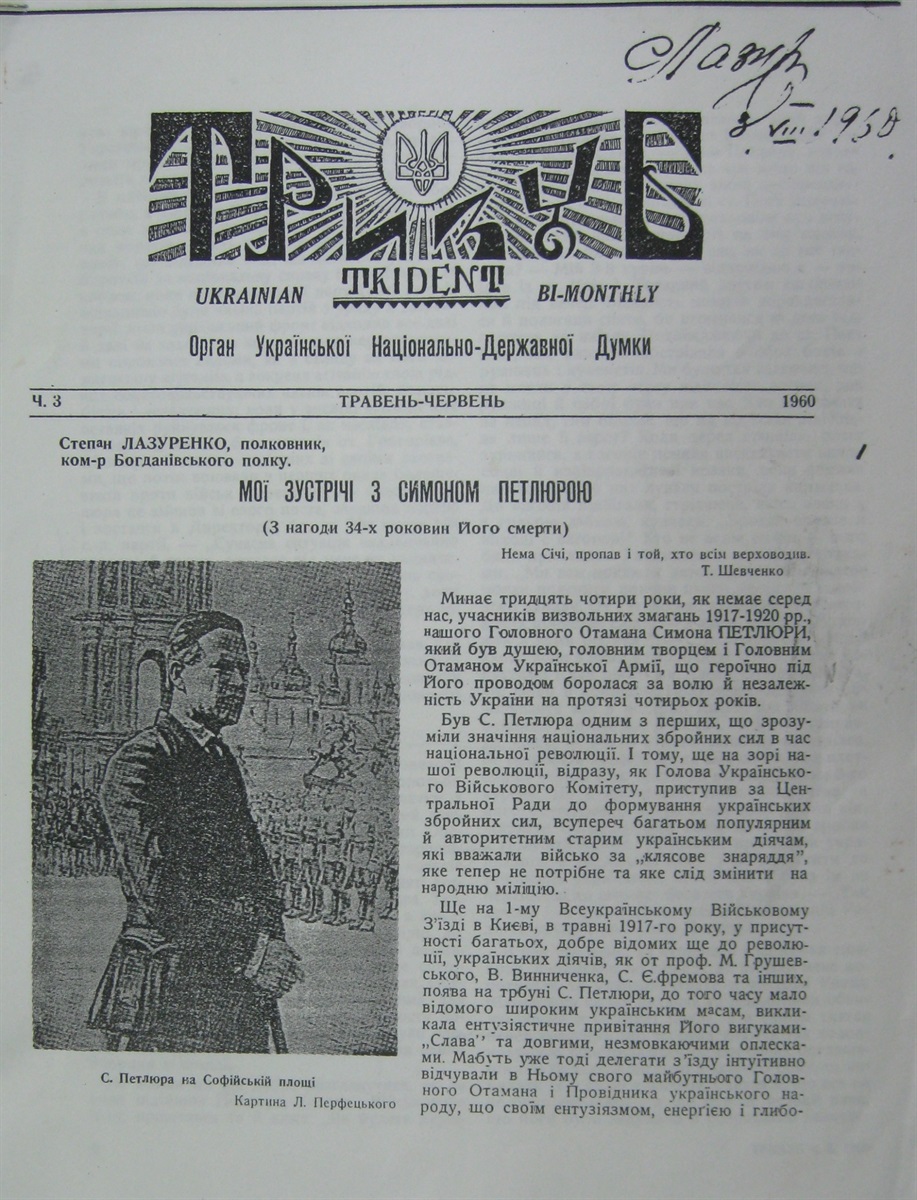 Лазур
3 VIII 1960.
ТРИЗУБ
UKRAINIAN TRIDENT BI-MONTHLY
Орган Української Національно-Державної Думки
Ч. 3 ТРАВЕНЬ-ЧЕРВЕНЬ 1960
Степан ЛАЗУРЕНКО, полковник,
ком-р Богданівського полку.
МОЇ ЗУСТРІЧІ З СИМОНОМ ПЕТЛЮРОЮ
(З нагоди 34-х роковин Його смерти)
Нема Січі, пропав і той, хто всім верховодив.
Т. Шевченко
Минає тридцять чотири роки, як немає серед
нас, учасників визвольних змагань 1917-1920 рр.,
нашого Головного Отамана Симона ПЕТЛЮРИ,
який був душею, головним творцем і Головним
Отаманом Української Армії, що героїчно під
Його проводом боролася за волю й незалеж-
ність України на протязі чотирьох років.
Був С. Петлюра одним з перших, що зрозу-
міли значіння національних збройних сил в час
національної революції. І тому, ще на зорі на-
шої революції, відразу, як Голова Українсько-
го Військового Комітету, приступив за Цен-
тральної Ради до формування українських
збройних сил, всупереч багатьом популярним
й авторитетним старим українським діячам,
які вважали військо за „клясове знаряддя”,
яке тепер не потрібне та яке слід змінити на
народню міліцію.
Ще на 1-му Всеукраїнському Військовому
З’їзді в Києві, в травні 1917-го року, у присут-
ності багатьох, добре відомих ще до револю-
ції, українських діячів, як от проф. М. Грушев-
ського, В. Винниченка, С. Є.фремова та інших,
поява на трбуні С. Петлюри, до того часу мало
відомого широким українським масам, викли-
кала ентузіястичне привітання Його вигуками-
„Слава” та довгими, незмовкаючими оплеска-
ми. Мабуть уже тоді делегати з’їзду інтуїтивно
відчували в Ньому свого майбутнього Голов-
ного Отамана і Провідника українського на-
роду, що своїм ентузіязмом, енергією і глибо-
С. Петлюра на Софійській площі
Картина Л. Перфецького